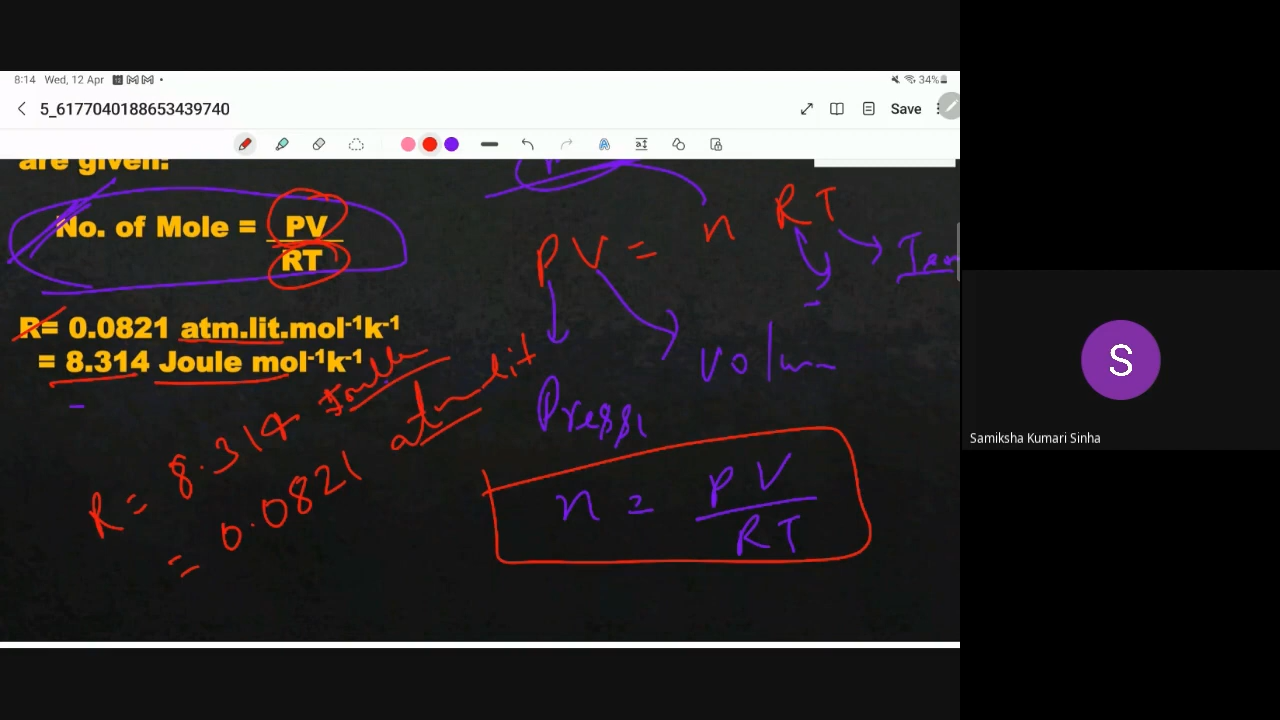 8:14 Wed, 12 Apr
34%
5_6177040188653439740
Save
are given:
No. of Mole = PV
RT
R= 0.0821 atm.lit.mol⁻¹k⁻¹
= 8.314 Joule mol⁻¹k⁻¹
R = 8.314 Joule
= 0.0821 atm lit
PV = n RT
Volum
n = PV
RT
S
Samiksha Kumari Sinha